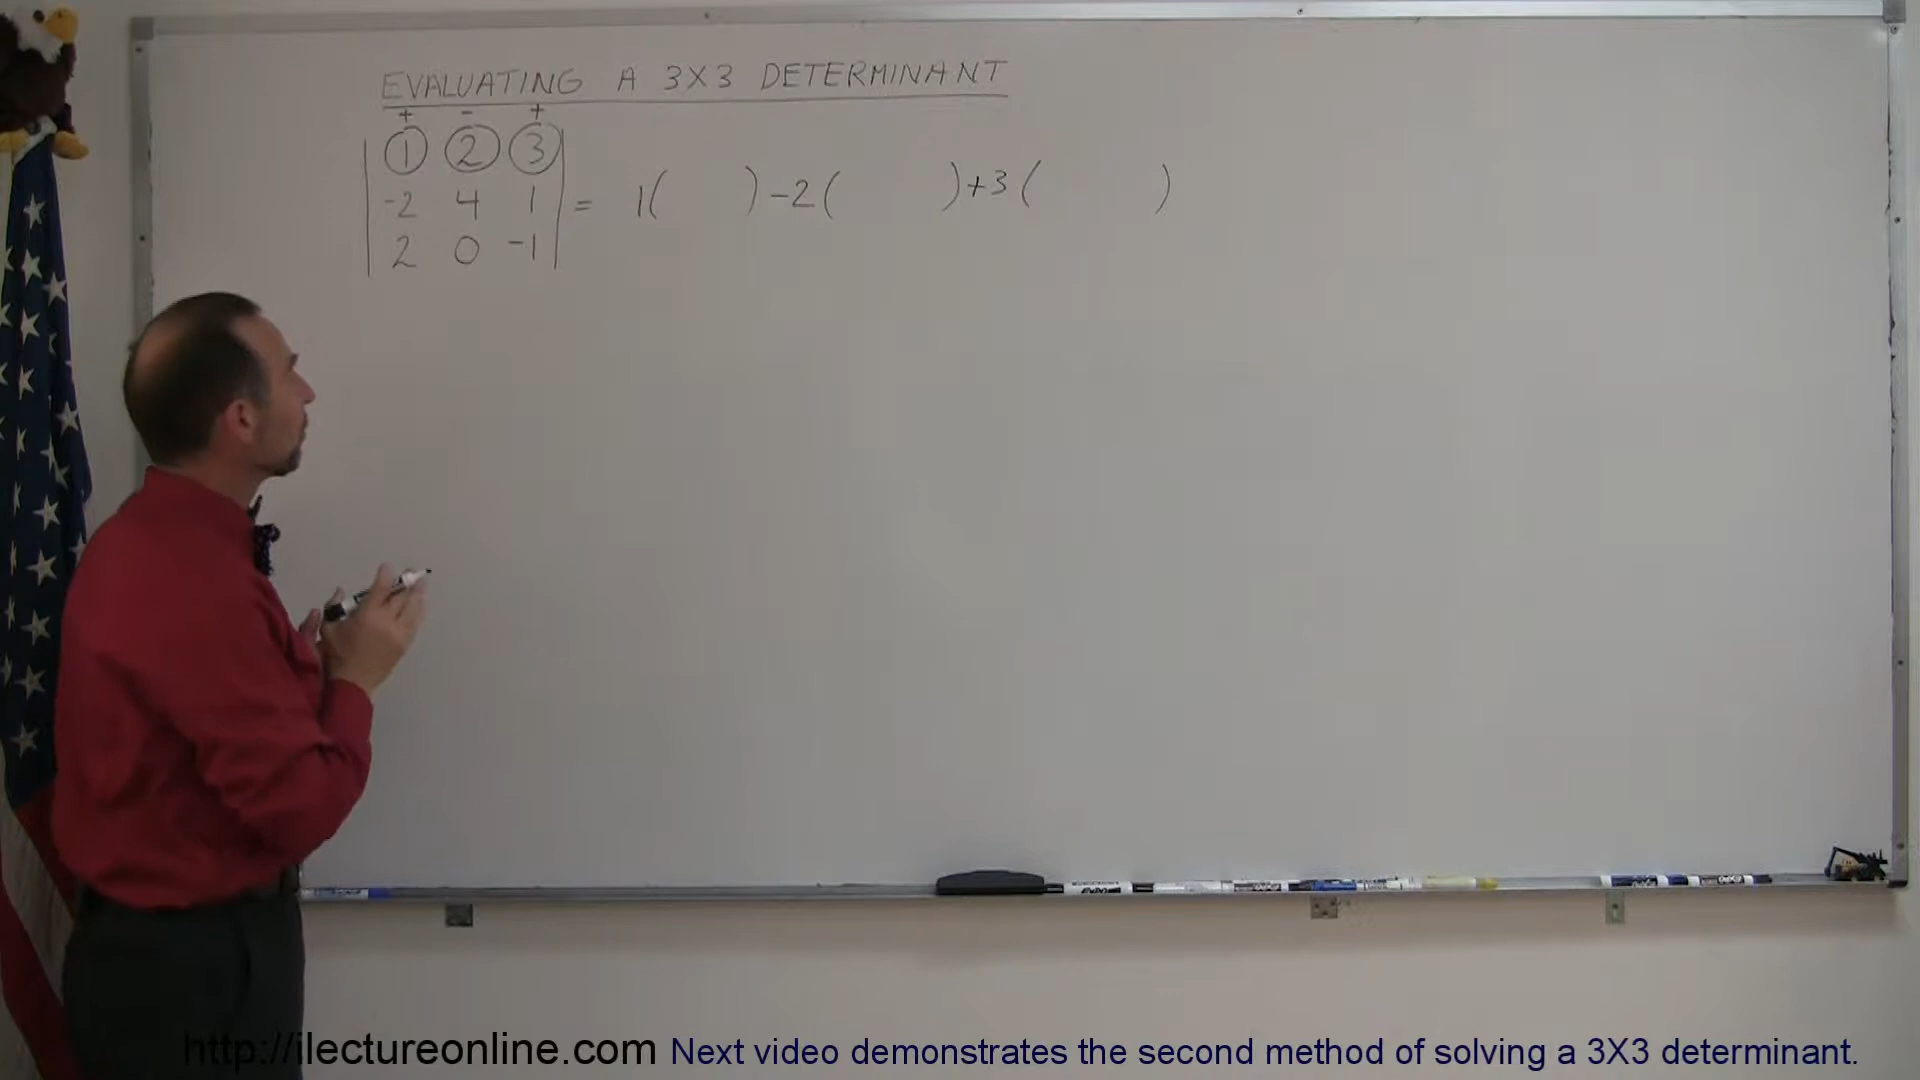 EVALUATING A 3X3 DETERMINANT
+ - +
1 2 3
-2 4 1 = 1( ) -2( ) +3( )
2 0 -1
http://ilectureonline.com Next video demonstrates the second method of solving a 3X3 determinant.